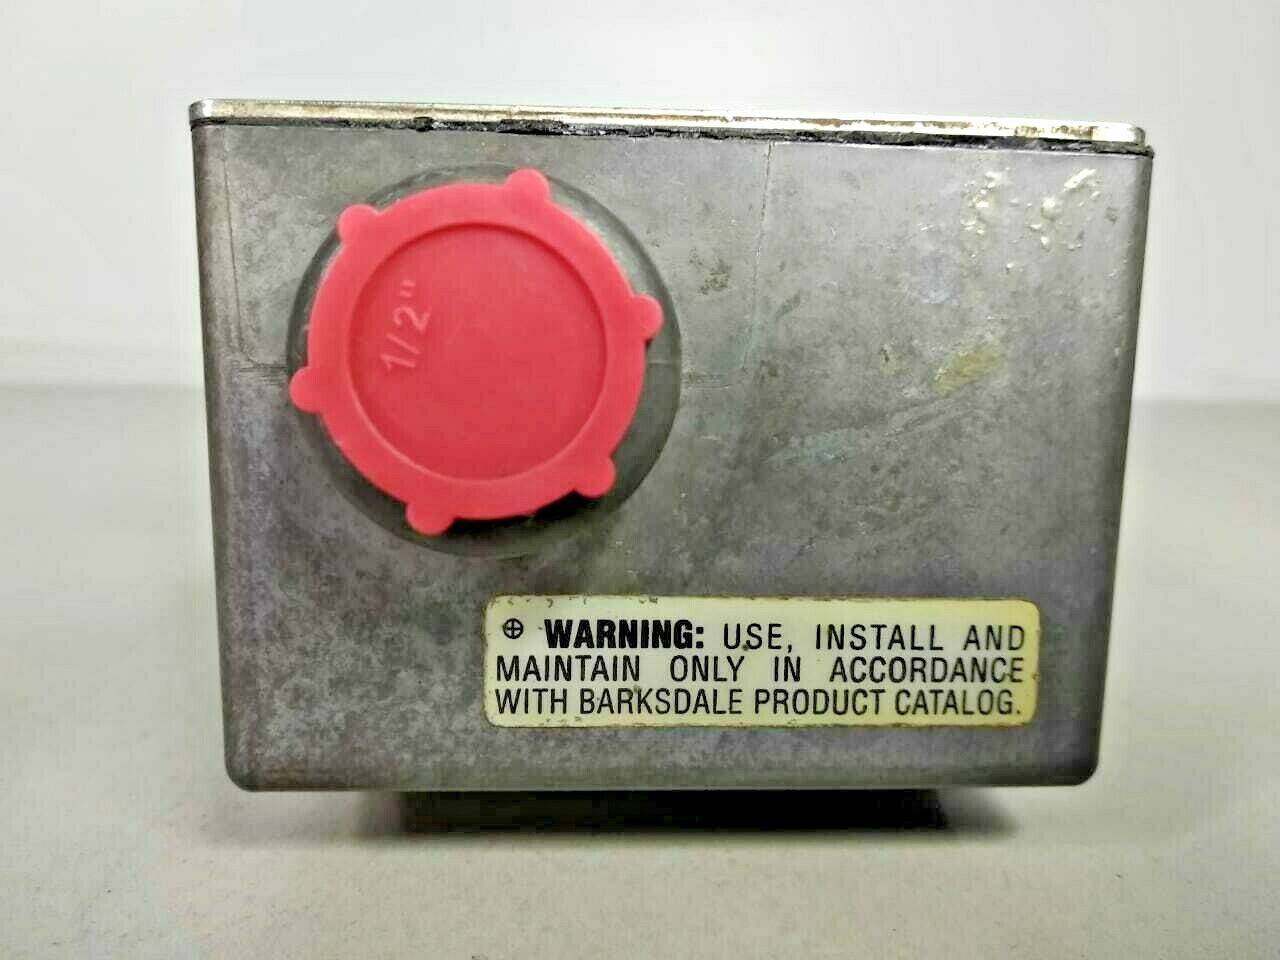 1/2"
⊕ WARNING: USE, INSTALL AND
MAINTAIN ONLY IN ACCORDANCE
WITH BARKSDALE PRODUCT CATALOG.